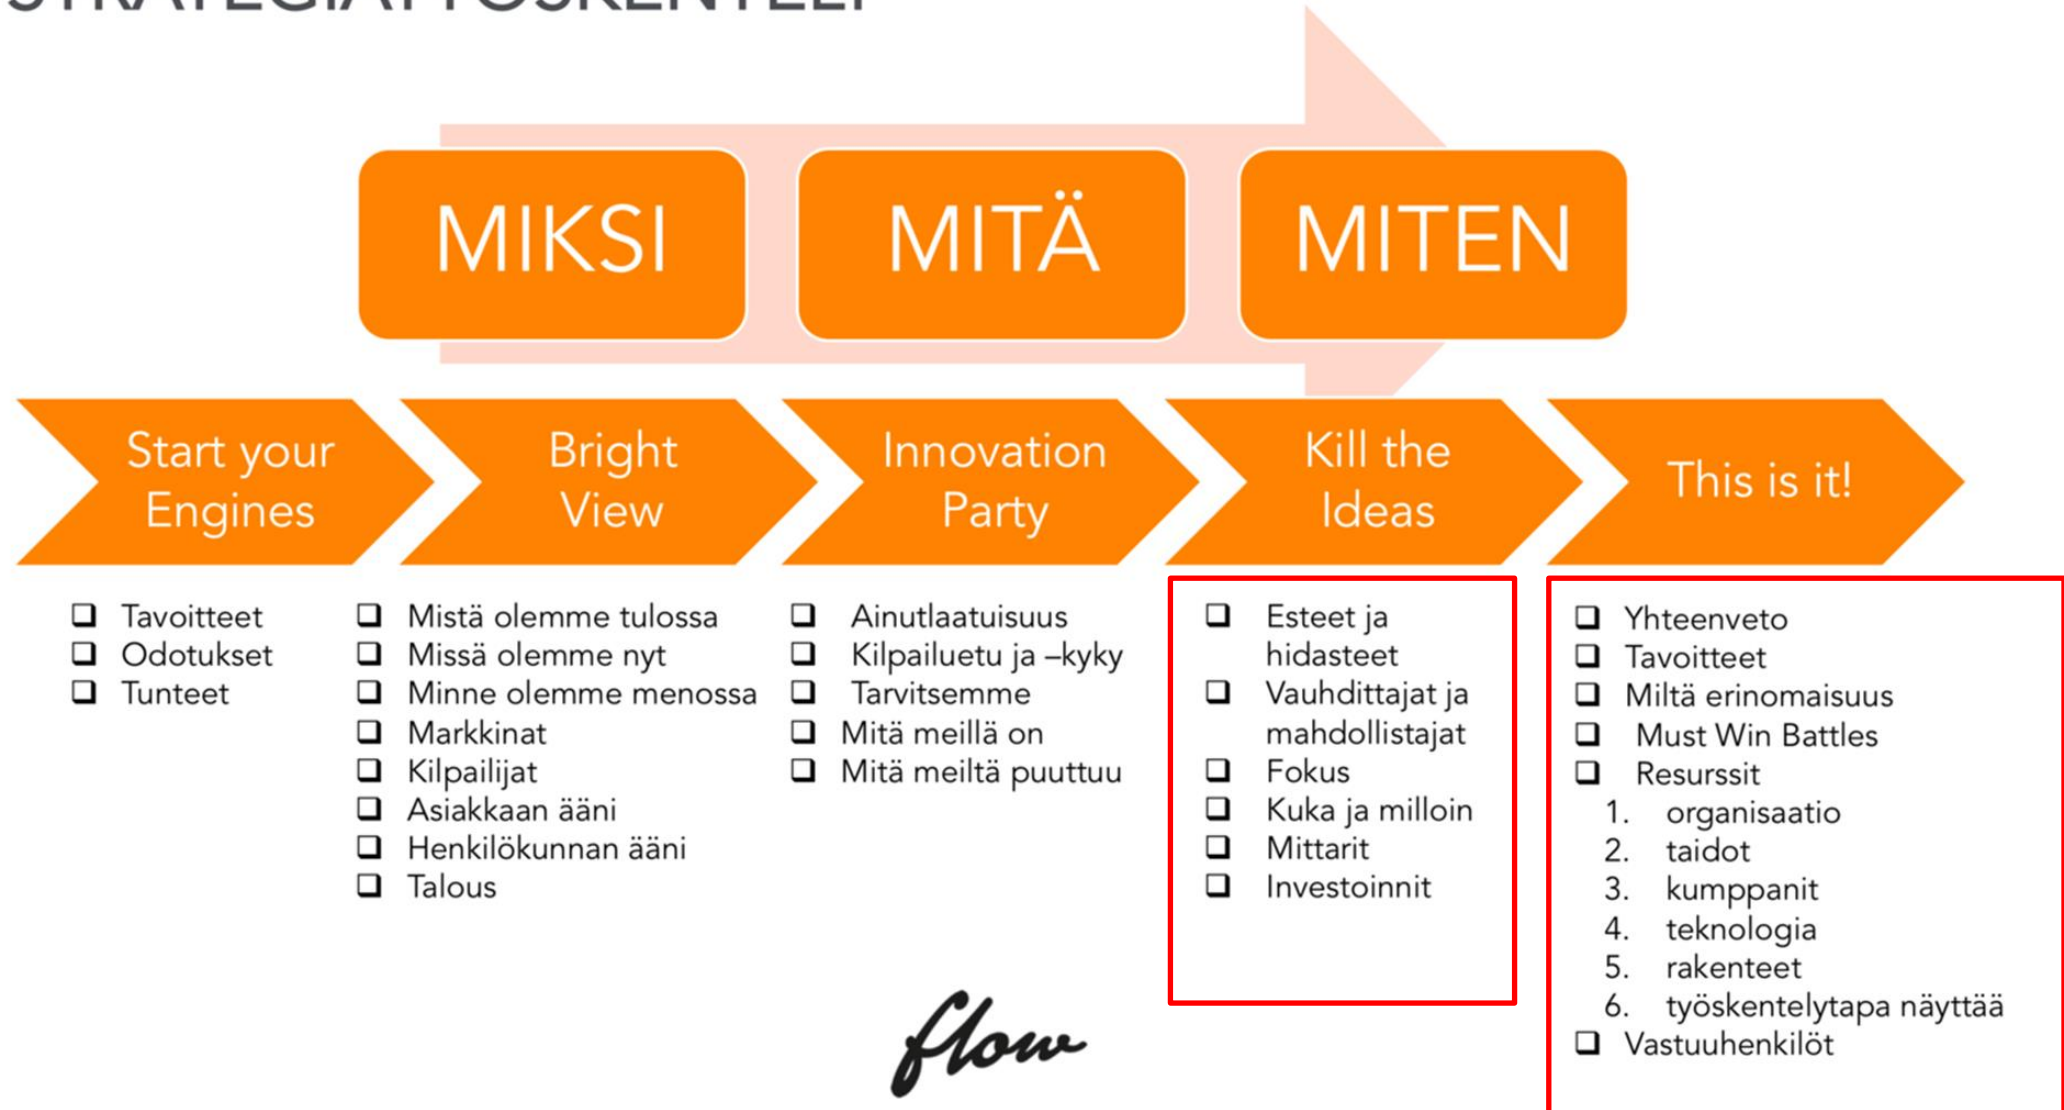 STRATEGIATYÖSKENTELY
MIKSI
MITÄ
MITEN
Start your
Engines
Bright
View
Innovation
Party
Kill the
Ideas
This is it!
❑ Tavoitteet
❑ Odotukset
❑ Tunteet
❑ Mistä olemme tulossa
❑ Missä olemme nyt
❑ Minne olemme menossa
❑ Markkinat
❑ Kilpailijat
❑ Asiakkaan ääni
❑ Henkilökunnan ääni
❑ Talous
❑ Ainutlaatuisuus
❑ Kilpailuetu ja –kyky
❑ Tarvitsemme
❑ Mitä meillä on
❑ Mitä meiltä puuttuu
❑ Esteet ja
hidasteet
❑ Vauhdittajat ja
mahdollistajat
❑ Fokus
❑ Kuka ja milloin
❑ Mittarit
❑ Investoinnit
❑ Yhteenveto
❑ Tavoitteet
❑ Miltä erinomaisuus
❑ Must Win Battles
❑ Resurssit
1. organisaatio
2. taidot
3. kumppanit
4. teknologia
5. rakenteet
6. työskentelytapa näyttää
❑ Vastuuhenkilöt
flow